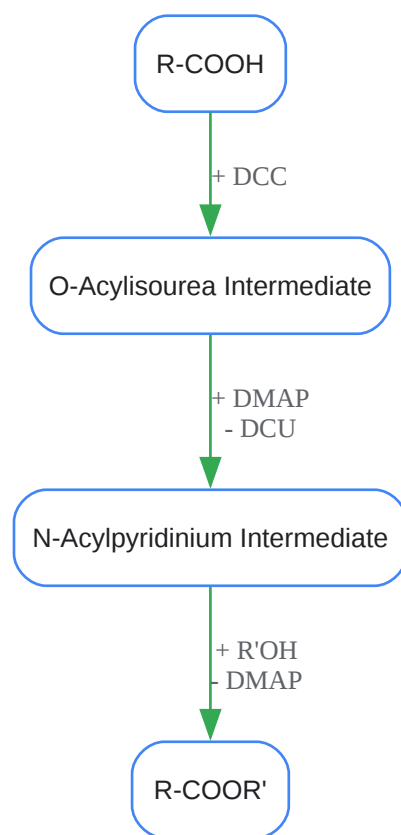 R-COOH
+ DCC
O-Acylisourea Intermediate
+ DMAP
- DCU
N-Acylpyridinium Intermediate
+ R'OH
- DMAP
R-COOR'